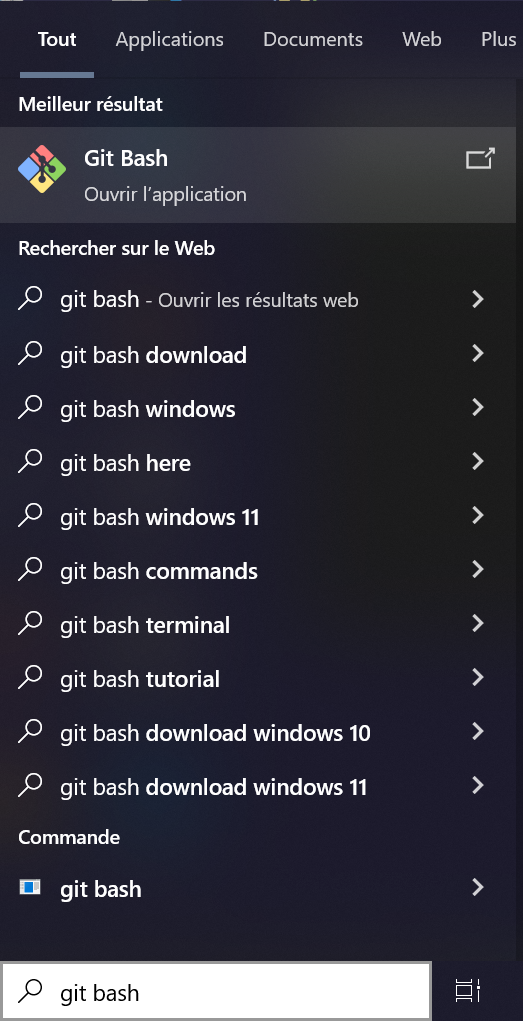 Tout Applications Documents Web Plus
Meilleur résultat
Git Bash
Ouvrir l’application
Rechercher sur le Web
git bash - Ouvrir les résultats web
git bash download
git bash windows
git bash here
git bash windows 11
git bash commands
git bash terminal
git bash tutorial
git bash download windows 10
git bash download windows 11
Commande
git bash
git bash